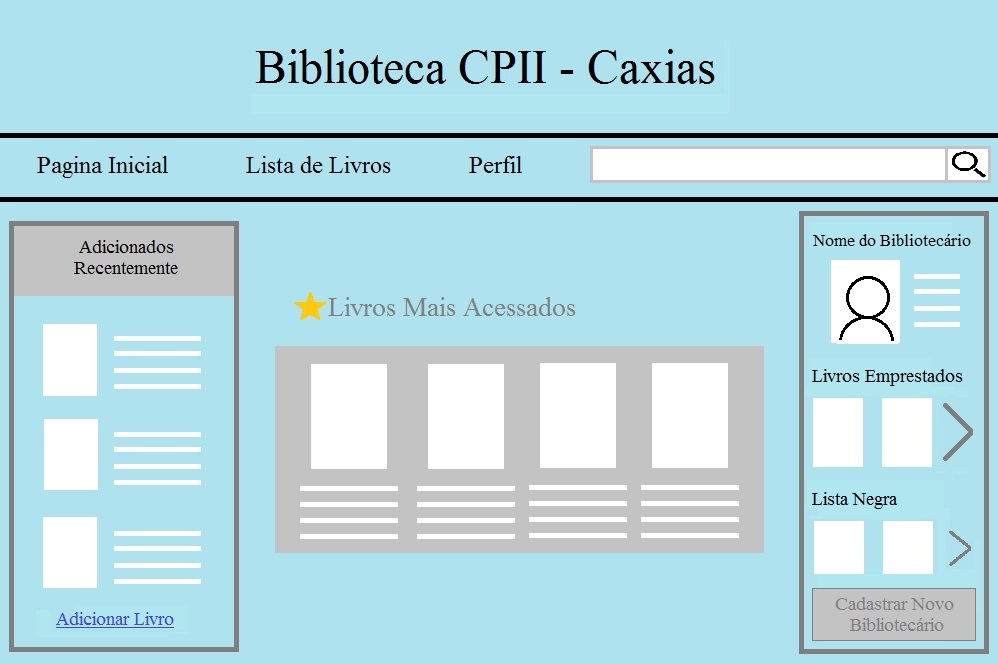 Biblioteca CPII - Caxias
Pagina Inicial
Lista de Livros
Perfil
Adicionados
Recentemente
Adicionar Livro
Livros Mais Acessados
Nome do Bibliotecário
Livros Emprestados
Lista Negra
Cadastrar Novo
Bibliotecário